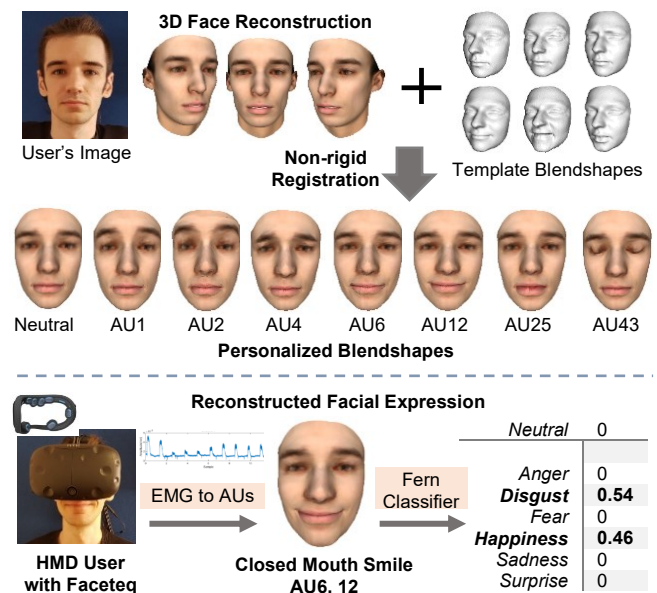 3D Face Reconstruction
User's Image
Non-rigid
Registration
Template Blendshapes
Neutral AU1 AU2 AU4 AU6 AU12 AU25 AU43
Personalized Blendshapes
Reconstructed Facial Expression
EMG to AUs
Fern
Classifier
HMD User
with Faceteq
Closed Mouth Smile
AU6, 12
Neutral 0
Anger 0
Disgust 0.54
Fear 0
Happiness 0.46
Sadness 0
Surprise 0